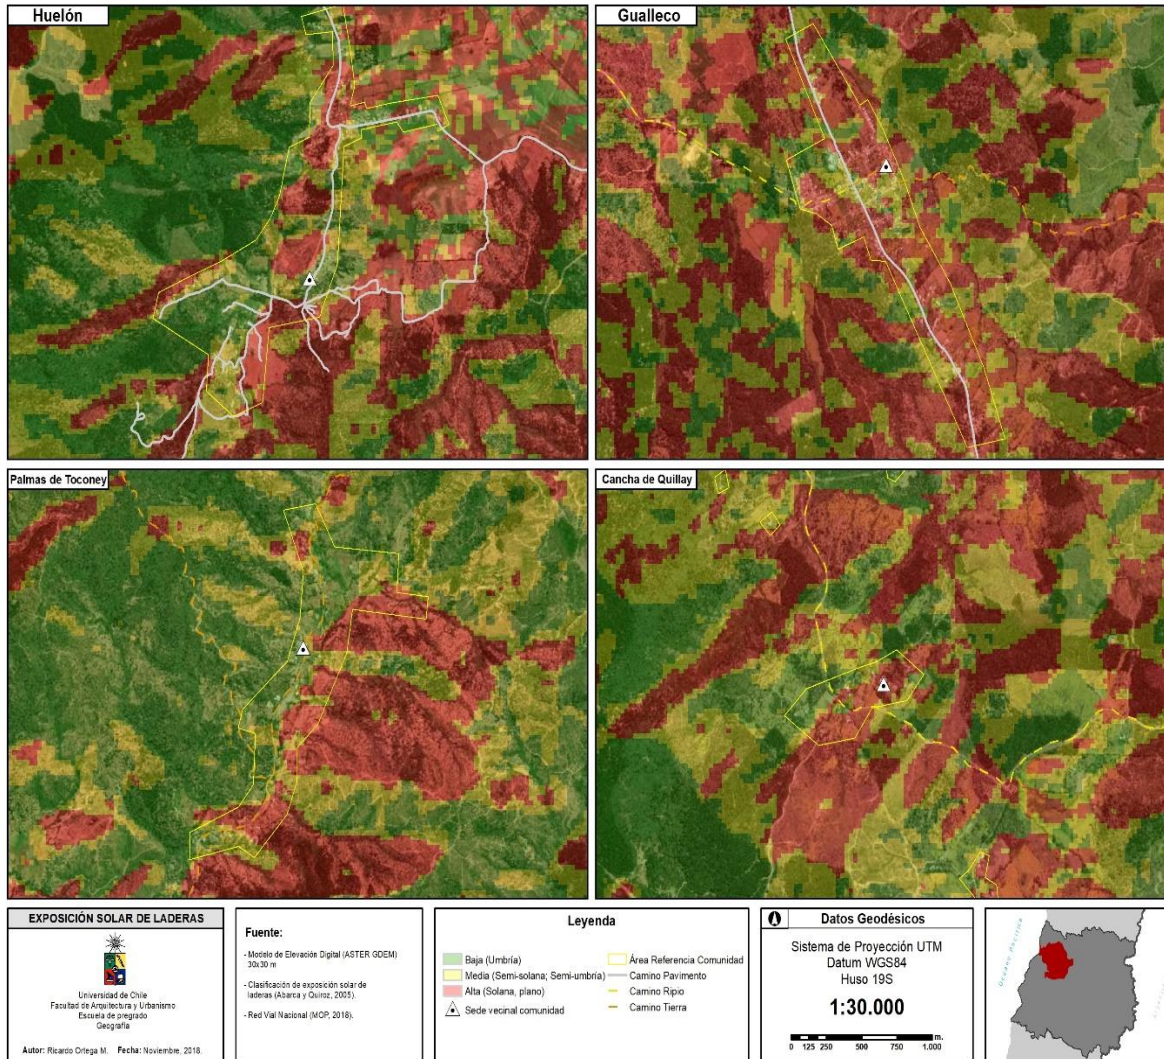 Huelón
Gualleco
Palmas de Toconey
Cancha de Quillay
EXPOSICIÓN SOLAR DE LADERAS
Universidad de Chile
Facultad de Arquitectura y Urbanismo
Escuela de pregrado
Geografía
Autor: Ricardo Ortega M. Fecha: Noviembre, 2018.
Fuente:
- Modelo de Elevación Digital (ASTER GDEM)
30x30 m
- Clasificación de exposición solar de
laderas (Abarca y Quiroz, 2005).
- Red Vial Nacional (MOP, 2018).
Leyenda
Baja (Umbría)
Media (Semi-solana; Semi-umbría)
Alta (Solana, plano)
Sede vecinal comunidad
Área Referencia Comunidad
Camino Pavimento
Camino Ripio
Camino Tierra
Datos Geodésicos
Sistema de Proyección UTM
Datum WGS84
Huso 19S
1:30.000
0 125 250 500 750 1.000 m.
Océano Pacífico